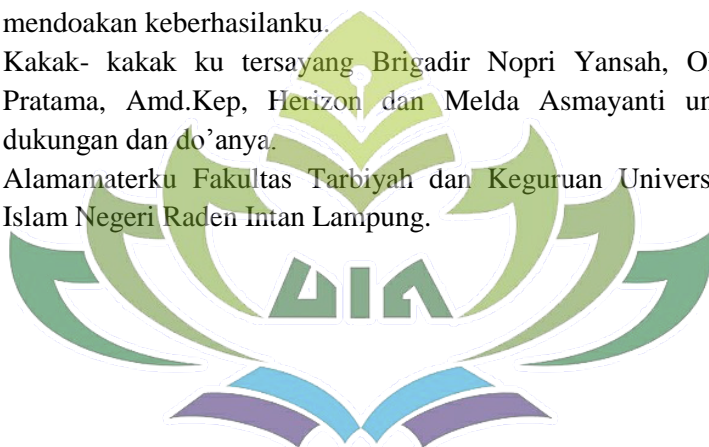 mendoakan keberhasilanku.
Kakak- kakak ku tersayang Brigadir Nopri Yansah,
Pratama, Amd.Kep, Herizon dan Melda Asmayanti
dukungan dan do’anya.
Alamamaterku Fakultas Tarbiyah dan Keguruan
Islam Negeri Raden Intan Lampung.
UIN